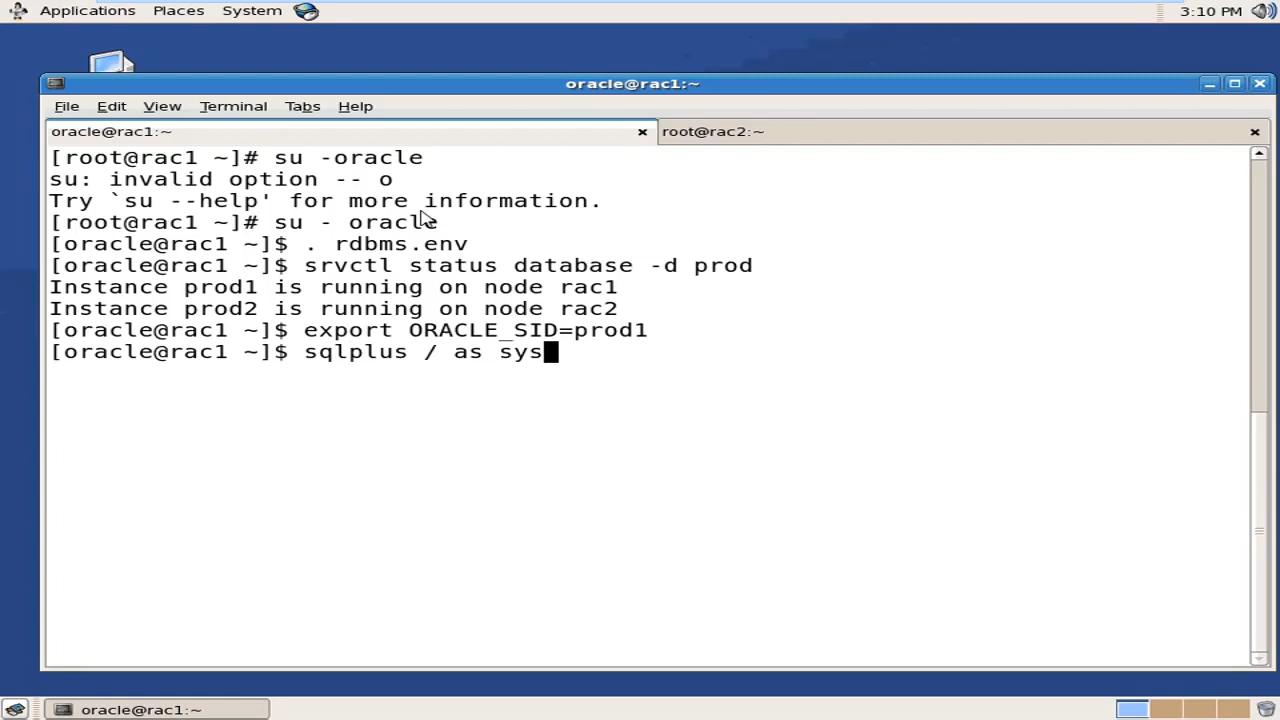 Applications Places System 3:10 PM
oracle@rac1:~
File Edit View Terminal Tabs Help
oracle@rac1:~ root@rac2:~
[root@rac1 ~]# su -oracle
su: invalid option -- o
Try `su --help' for more information.
[root@rac1 ~]# su - oracle
[oracle@rac1 ~]$ . rdbms.env
[oracle@rac1 ~]$ srvctl status database -d prod
Instance prod1 is running on node rac1
Instance prod2 is running on node rac2
[oracle@rac1 ~]$ export ORACLE_SID=prod1
[oracle@rac1 ~]$ sqlplus / as sys
oracle@rac1:~